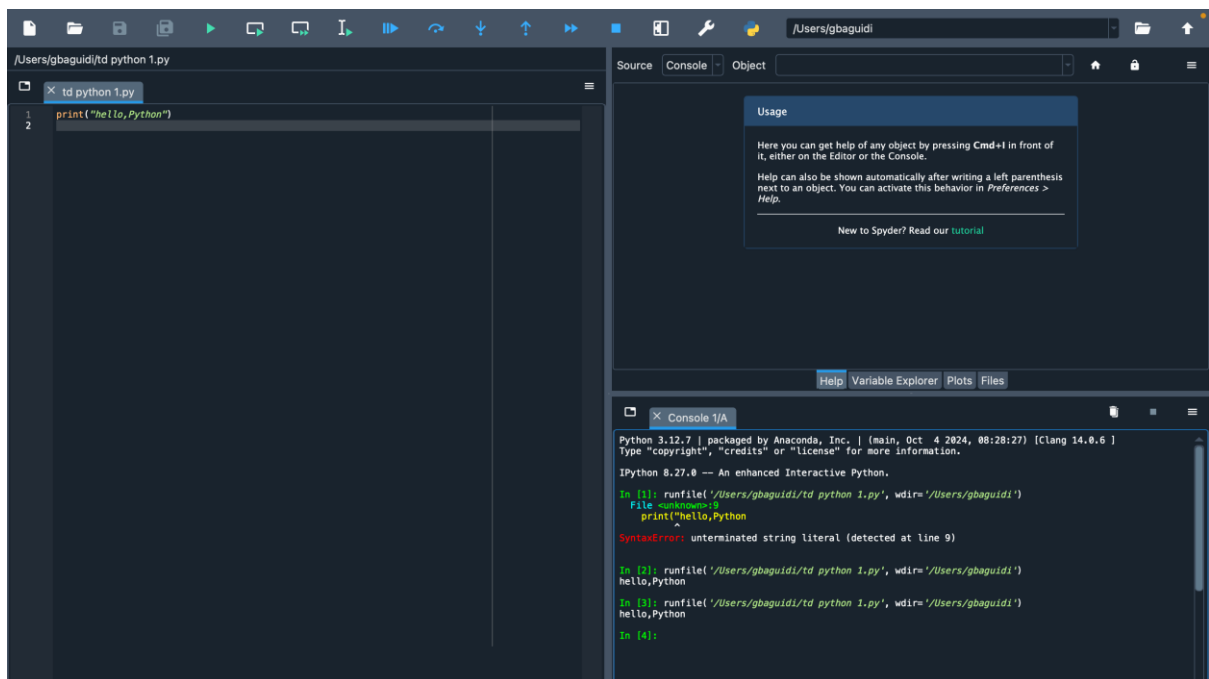 /Users/gbaguidi
/Users/gbaguidi/td python 1.py
td python 1.py
1 print("hello,Python")
2
Source Console Object
Usage
Here you can get help of any object by pressing Cmd+I in front of
it, either on the Editor or the Console.
Help can also be shown automatically after writing a left parenthesis
next to an object. You can activate this behavior in Preferences >
Help.
New to Spyder? Read our tutorial
Help Variable Explorer Plots Files
Console 1/A
Python 3.12.7 | packaged by Anaconda, Inc. | (main, Oct  4 2024, 08:28:27) [Clang 14.0.6 ]
Type "copyright", "credits" or "license" for more information.
IPython 8.27.0 -- An enhanced Interactive Python.
In [1]: runfile('/Users/gbaguidi/td python 1.py', wdir='/Users/gbaguidi')
File <unknown>:9
print("hello,Python
^
SyntaxError: unterminated string literal (detected at line 9)
In [2]: runfile('/Users/gbaguidi/td python 1.py', wdir='/Users/gbaguidi')
hello,Python
In [3]: runfile('/Users/gbaguidi/td python 1.py', wdir='/Users/gbaguidi')
hello,Python
In [4]: